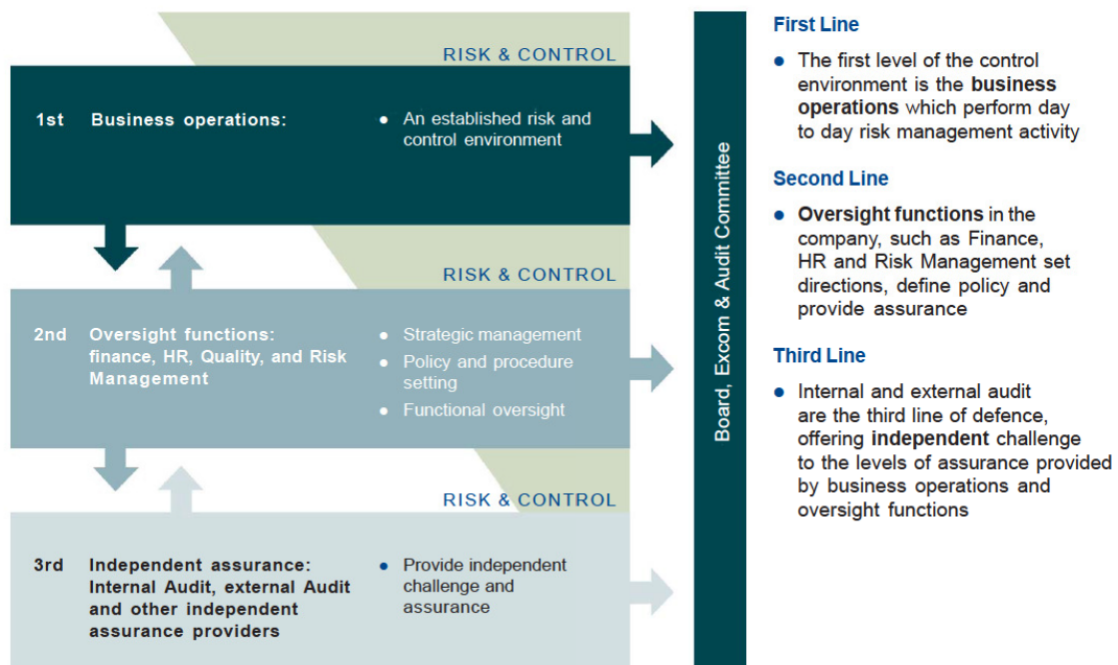 RISK & CONTROL
1st Business operations:
● An established risk and
control environment
RISK & CONTROL
2nd Oversight functions:
finance, HR, Quality, and Risk
Management
● Strategic management
● Policy and procedure
setting
● Functional oversight
RISK & CONTROL
3rd Independent assurance:
Internal Audit, external Audit
and other independent
assurance providers
● Provide independent
challenge and
assurance
Board, Excom & Audit Committee
First Line
● The first level of the control
environment is the business
operations which perform day
to day risk management activity
Second Line
● Oversight functions in the
company, such as Finance,
HR and Risk Management set
directions, define policy and
provide assurance
Third Line
● Internal and external audit
are the third line of defence,
offering independent challenge
to the levels of assurance provided
by business operations and
oversight functions